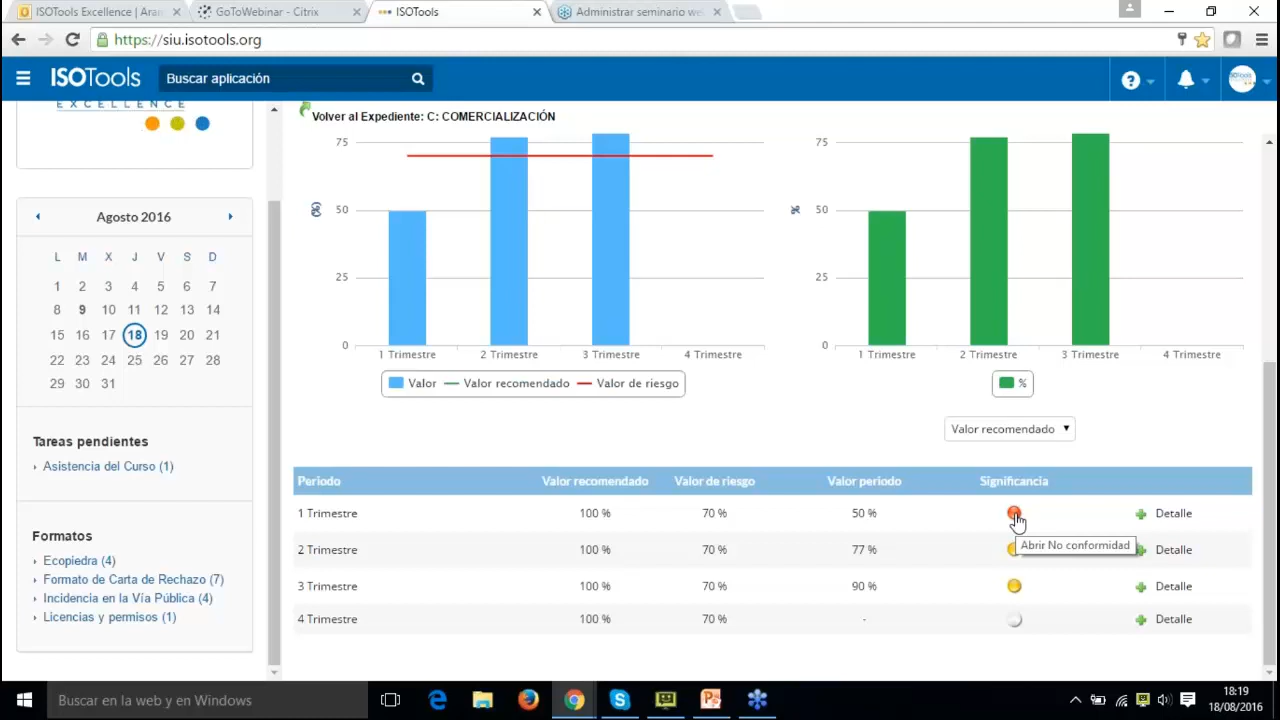 ISOTools Excellence | Aran
GoToWebinar - Citrix
ISOTools
Administrar seminario we
https://siu.isotools.org
ISOTools
Buscar aplicación
EXCELLENCE
Volver al Expediente: C: COMERCIALIZACIÓN
75
50
25
0
(%)
1 Trimestre
2 Trimestre
3 Trimestre
4 Trimestre
Valor
Valor recomendado
Valor de riesgo
75
50
25
0
%
1 Trimestre
2 Trimestre
3 Trimestre
4 Trimestre
%
Valor recomendado
Agosto 2016
L M X J V S D
1 2 3 4 5 6 7
8 9 10 11 12 13 14
15 16 17 18 19 20 21
22 23 24 25 26 27 28
29 30 31
Tareas pendientes
Asistencia del Curso (1)
Formatos
Ecopiedra (4)
Formato de Carta de Rechazo (7)
Incidencia en la Vía Pública (4)
Licencias y permisos (1)
Periodo Valor recomendado Valor de riesgo Valor periodo Significancia
1 Trimestre 100 % 70 % 50 % Detalle
Abrir No conformidad
2 Trimestre 100 % 70 % 77 % Detalle
3 Trimestre 100 % 70 % 90 % Detalle
4 Trimestre 100 % 70 % - Detalle
Buscar en la web y en Windows
18:19
18/08/2016